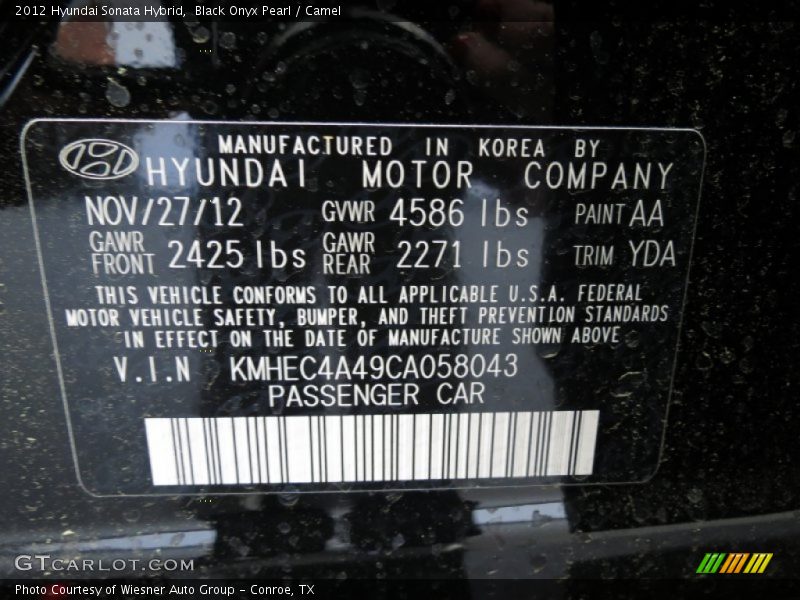 2012 Hyundai Sonata Hybrid, Black Onyx Pearl / Camel
MANUFACTURED IN KOREA BY
HYUNDAI MOTOR COMPANY
NOV/27/12 GVWR 4586 lbs PAINT AA
GAWR FRONT 2425 lbs GAWR REAR 2271 lbs TRIM YDA
THIS VEHICLE CONFORMS TO ALL APPLICABLE U.S.A. FEDERAL
MOTOR VEHICLE SAFETY, BUMPER, AND THEFT PREVENTION STANDARDS
IN EFFECT ON THE DATE OF MANUFACTURE SHOWN ABOVE
V.I.N KMHEC4A49CA058043
PASSENGER CAR
GTCARLOT.COM
Photo Courtesy of Wiesner Auto Group - Conroe, TX